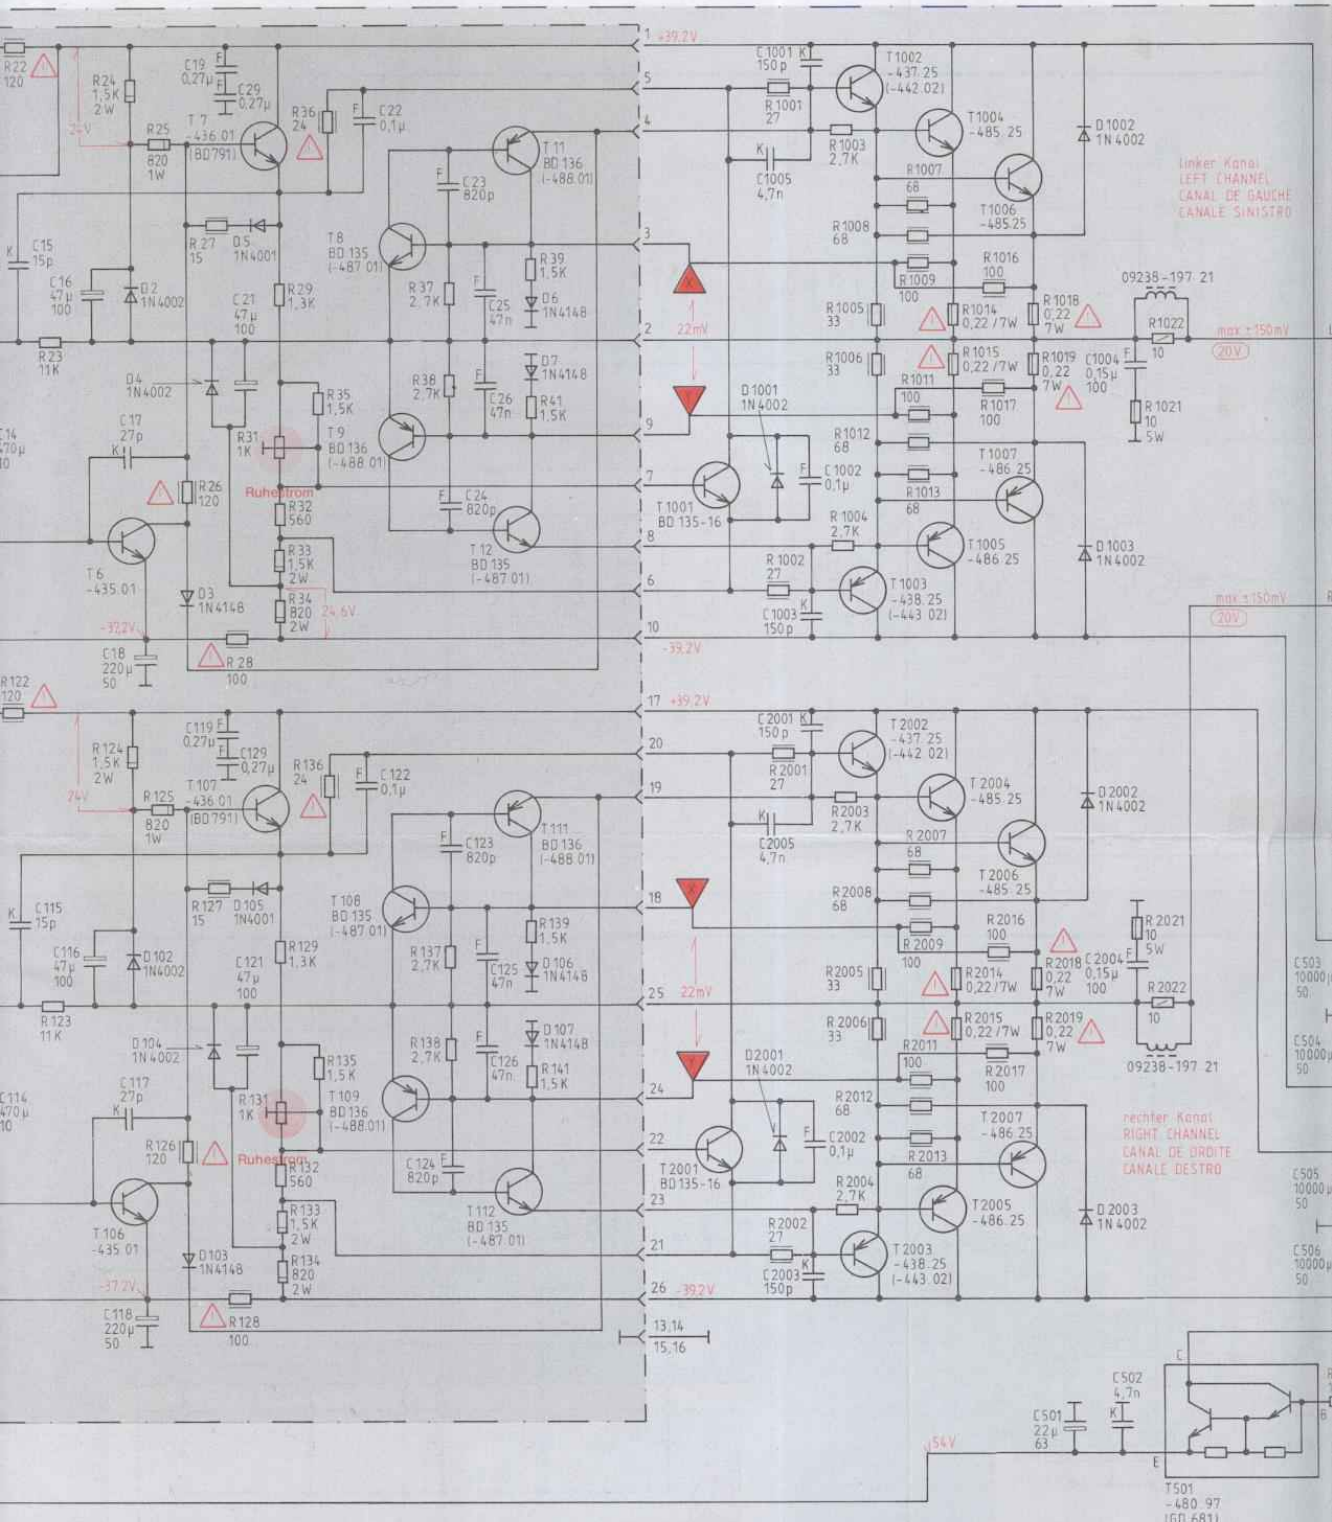 1 +39,2V
R22
120
R24
1,5K
2W
C19
0,27µ
F
F
C29
0,27µ
24V
R25
820
1W
T7
-436.01
(BD791)
R36
24
F
C22
0,1µ
5
4
T11
BD 136
(-488.01)
F
C23
820p
C1001 K
150 p
R1001
27
T1002
-437.25
(-442.02)
K
C1005
4,7n
R1003
2,7K
T1004
-485.25
D1002
1N 4002
R1007
68
T1006
-485.25
R1008
68
R1009
100
R1016
100
linker Kanal
LEFT CHANNEL
CANAL DE GAUCHE
CANALE SINISTRO
K
C15
15p
C16
47µ
100
R27
15
D5
1N4001
D2
1N4002
C21
47µ
100
R29
1,3K
T8
BD 135
(-487.01)
R37
2,7K
F
C25
47n
R39
1,5K
D6
1N4148
3
X
22mV
2
R1005
33
R1014
0,22 /7W
R1018
0,22
7W
09238-197.21
R1022
10
max ± 150mV
20V
R23
11K
D4
1N4002
R35
1,5K
R38
2,7K
F
C26
47n
D7
1N4148
R41
1,5K
Y
9
R1006
33
R1015
0,22 /7W
R1019
0,22
7W
C1004 F
0,15µ
100
R1021
10
5W
D1001
1N 4002
R1011
100
R1017
100
R1012
68
R1013
68
T1007
-486.25
C14
470µ
10
C17
27p
K
R31
1K
T9
BD 136
(-488.01)
Ruhestrom
R26
120
R32
560
F
C24
820p
7
T1001
BD 135-16
F
C1002
0,1µ
T6
-435.01
D3
1N4148
R33
1,5K
2W
R34
820
2W
24,6V
T12
BD 135
(-487.01)
8
6
R1004
2,7K
R1002
27
C1003 K
150p
T1003
-438.25
(-443.02)
T1005
-486.25
D1003
1N4002
max ± 150mV
20V
-37,2V
C18
220µ
50
R28
100
10
-39,2V
R122
120
17 +39,2V
R124
1,5K
2W
C119 F
0,27µ
F
C129
0,27µ
24V
R125
820
1W
T107
-436.01
(BD791)
R136
24
F
C122
0,1µ
20
19
T111
BD 136
(-488.01)
F
C123
820p
C2001 K
150p
R2001
27
T2002
-437.25
(-442.02)
K
C2005
4,7n
R2003
2,7K
T2004
-485.25
D2002
1N4002
R2007
68
T2006
-485.25
R2008
68
R2009
100
R2016
100
K
C115
15p
C116
47µ
100
R127
15
D105
1N4001
D102
1N4002
C121
47µ
100
R129
1,3K
T108
BD 135
(-487.01)
R137
2,7K
F
C125
47n
R139
1,5K
D106
1N4148
18
X
22mV
25
R2005
33
R2014
0,22/7W
R2018
0,22
7W
C2004 F
0,15µ
100
R2021
10
5W
R2022
10
C503
10000µ
50
R123
11K
D104
1N4002
R135
1,5K
R138
2,7K
F
C126
47n
D107
1N4148
R141
1,5K
Y
24
R2006
33
R2015
0,22/7W
R2019
0,22
7W
09238-197.21
C504
10000µ
50
D2001
1N4002
R2011
100
R2017
100
R2012
68
R2013
68
T2007
-486.25
rechter Kanal
RIGHT CHANNEL
CANAL DE DROITE
CANALE DESTRO
C114
470µ
10
C117
27p
K
R131
1K
T109
BD136
(-488.01)
Ruhestrom
R126
120
R132
560
F
C124
820p
22
T2001
BD135-16
F
C2002
0,1µ
C505
10000µ
50
T106
-435.01
D103
1N4148
R133
1,5K
2W
R134
820
2W
T112
BD 135
(-487.01)
23
21
R2004
2,7K
R2002
27
K
C2003
150p
T2003
-438.25
(-443.02)
T2005
-486.25
D2003
1N4002
C506
10000µ
50
-37,2V
C118
220µ
50
R128
100
26 -39,2V
13,14
15,16
C
C502
4,7n
K
C501
22µ
63
54V
E
B
T501
-480.97